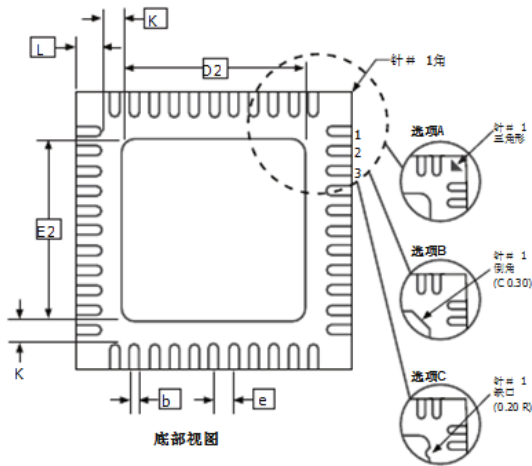 K
L
D2
针# 1角
选项A
针# 1
三角形
1
2
3
E2
选项B
针# 1
倒角
(C 0.30)
K
b
e
选项C
针# 1
缺口
(0.20 R)
底部视图